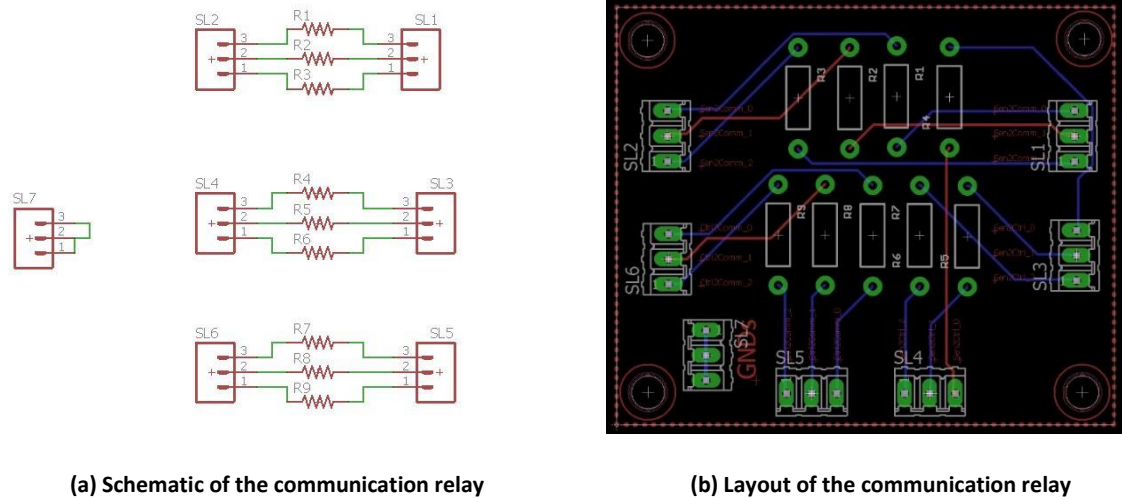 SL2
R1
SL1
3
3
R2
2
2
R3
1
1
SL4
R4
SL3
3
3
R5
2
2
R6
1
1
SL7
3
2
1
SL6
R7
SL5
3
3
R8
2
2
R9
1
1
R3
R2
R1
R4
SL2
SL1
R9
R8
R7
R6
R5
SL6
SL3
SL7
GNDs
SL5
SL4
(a) Schematic of the communication relay
(b) Layout of the communication relay